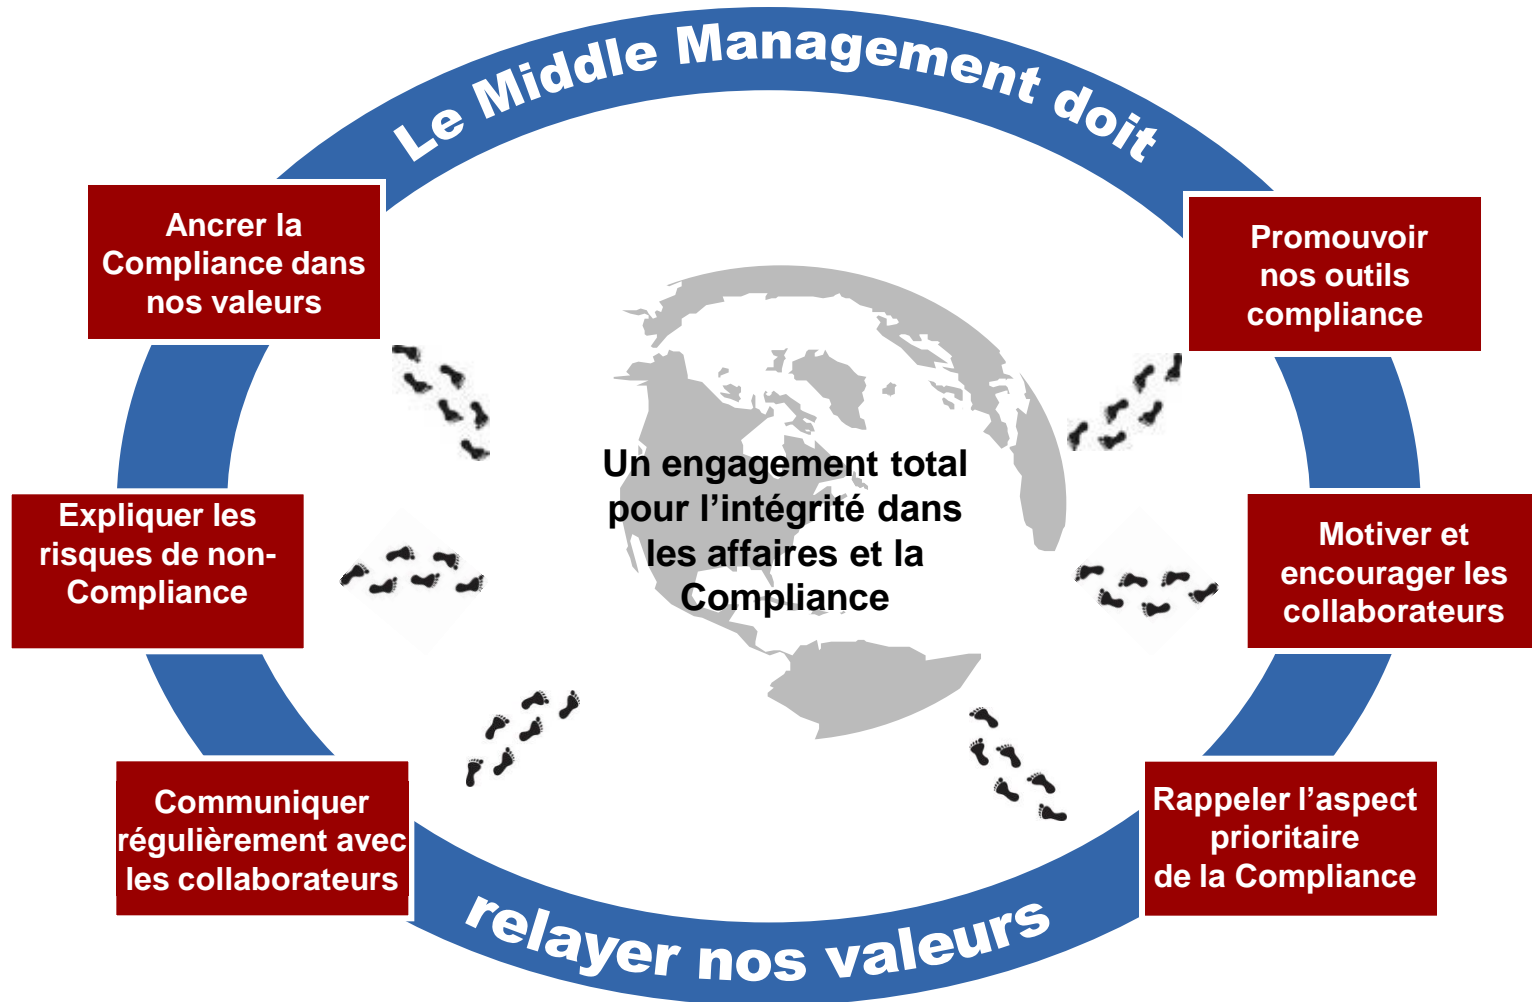 Le Middle Management doit
Ancrer la
Compliance dans
nos valeurs
Promouvoir
nos outils
compliance
Un engagement total
pour l’intégrité dans
les affaires et la
Compliance
Expliquer les
risques de non-
Compliance
Motiver et
encourager les
collaborateurs
Communiquer
régulièrement avec
les collaborateurs
Rappeler l’aspect
prioritaire
de la Compliance
relayer nos valeurs